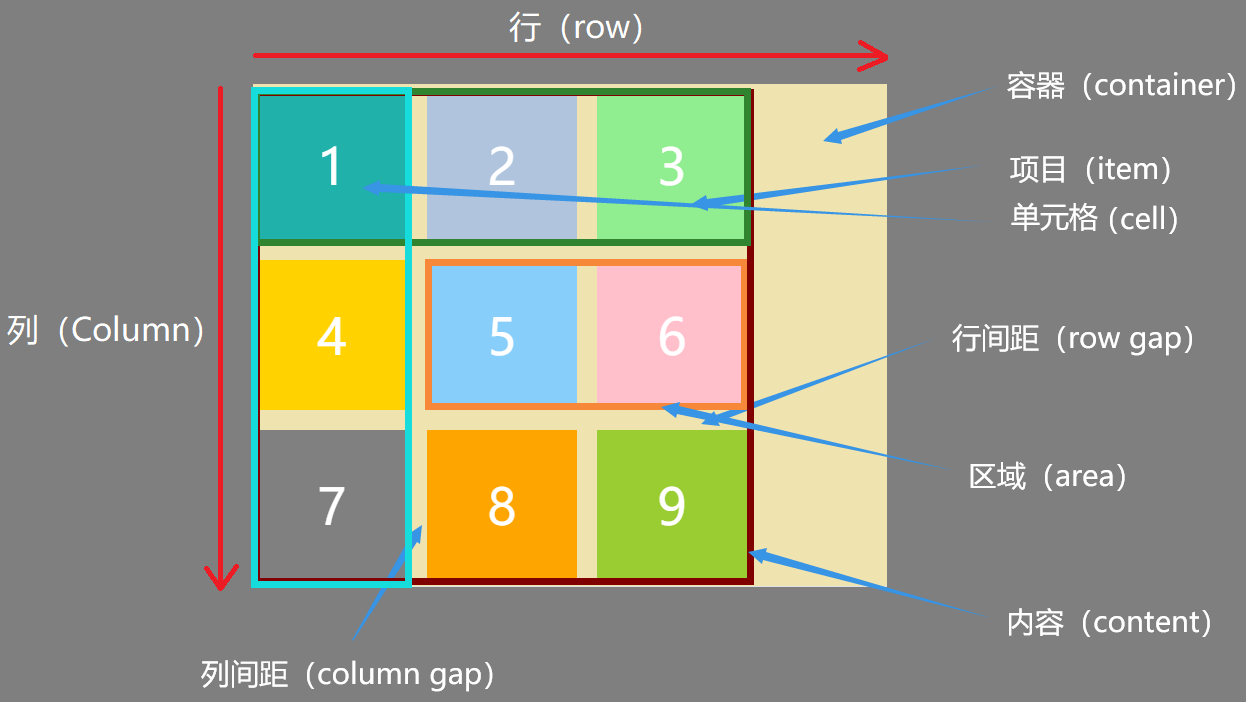 行（row）
容器（container）
1
2
3
项目（item）
单元格 (cell)
列（Column）
4
5
6
行间距（row gap）
区域（area）
7
8
9
内容（content）
列间距（column gap）